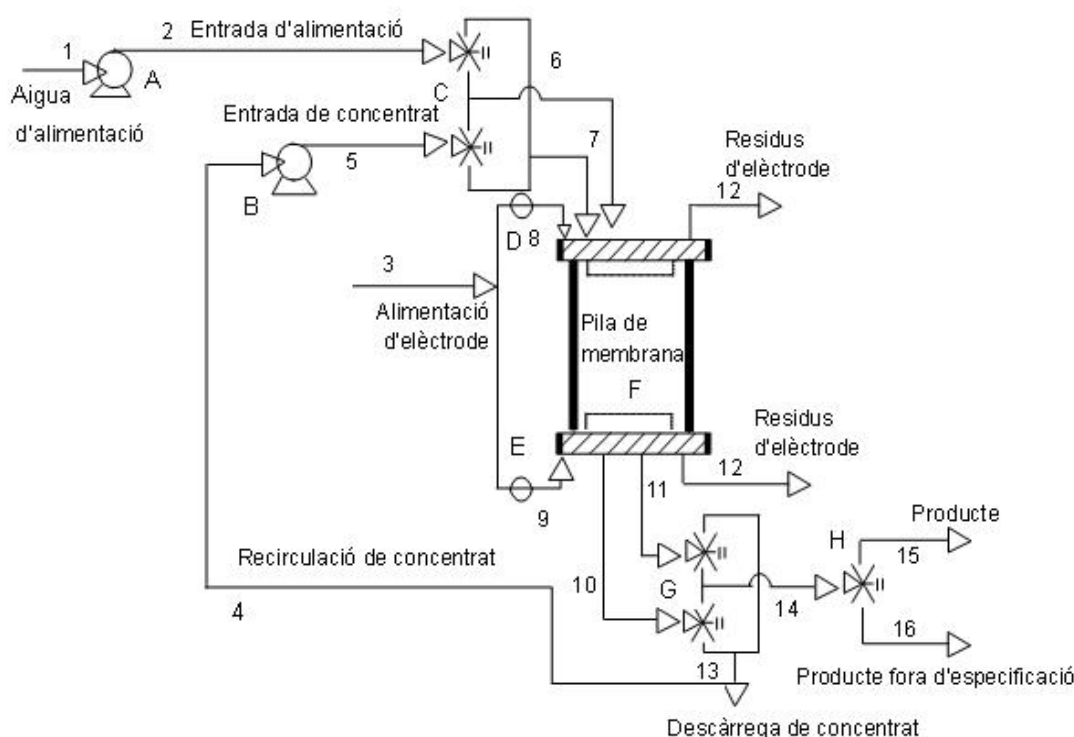 2
Entrada d'alimentació
1
A
6
Aigua
d'alimentació
C
Entrada de concentrat
7
Residus
d'elèctrode
5
B
12
D
8
3
Alimentació
d'elèctrode
Pila de
membrana
F
E
Residus
d'elèctrode
12
11
9
Producte
H
15
Recirculació de concentrat
10
G
14
4
16
13
Producte fora d'especificació
Descàrrega de concentrat